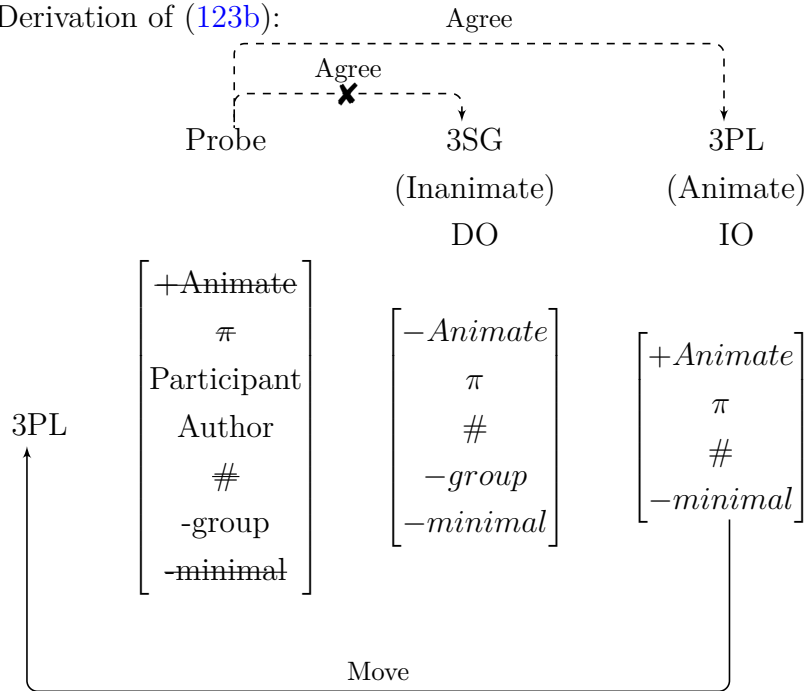 Derivation of (123b):
Agree
Agree
✘
Probe 3SG 3PL
(Inanimate) (Animate)
DO IO
+Animate
π
Participant
Author
#
-group
-minimal
−Animate
π
#
−group
−minimal
+Animate
π
#
−minimal
3PL
Move